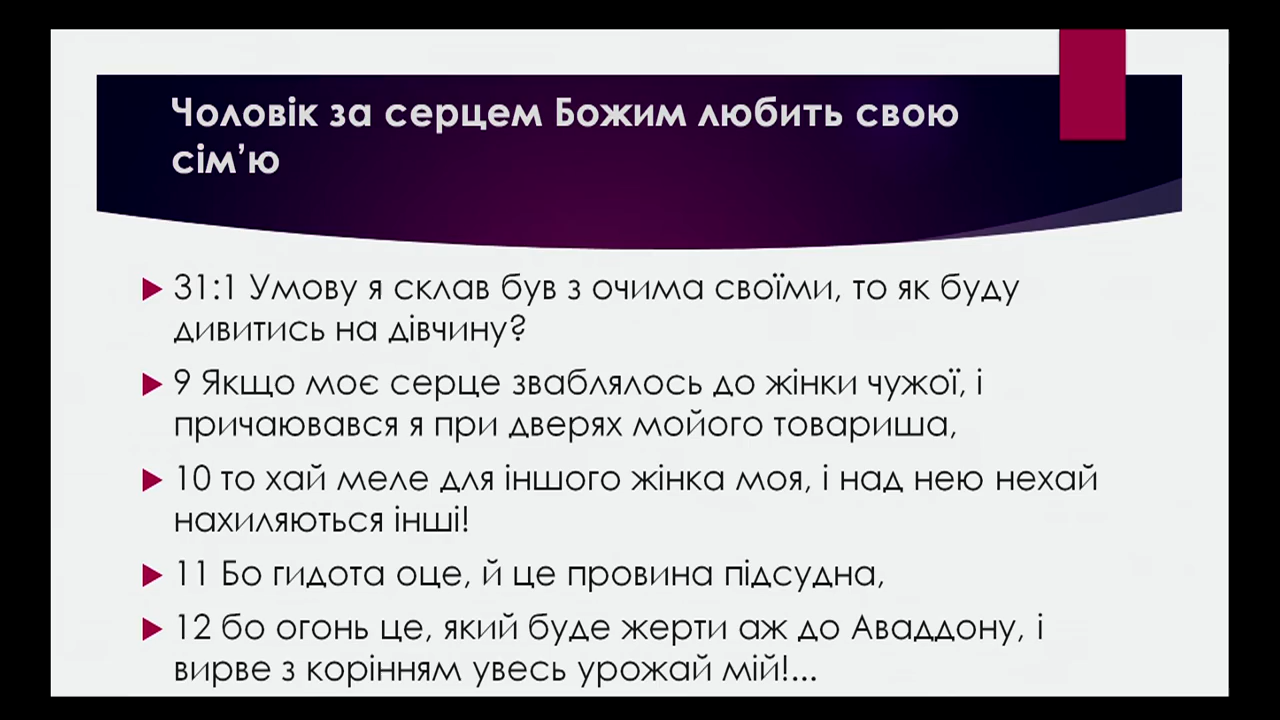 Чоловік за серцем Божим любить свою
сім’ю
31:1 Умову я склав був з очима своїми, то як буду
дивитись на дівчину?
9 Якщо моє серце зваблялось до жінки чужої, і
причаювався я при дверях мойого товариша,
10 то хай меле для іншого жінка моя, і над нею нехай
нахиляються інші!
11 Бо гидота оце, й це провина підсудна,
12 бо огонь це, який буде жерти аж до Аваддону, і
вирве з корінням увесь урожай мій!...